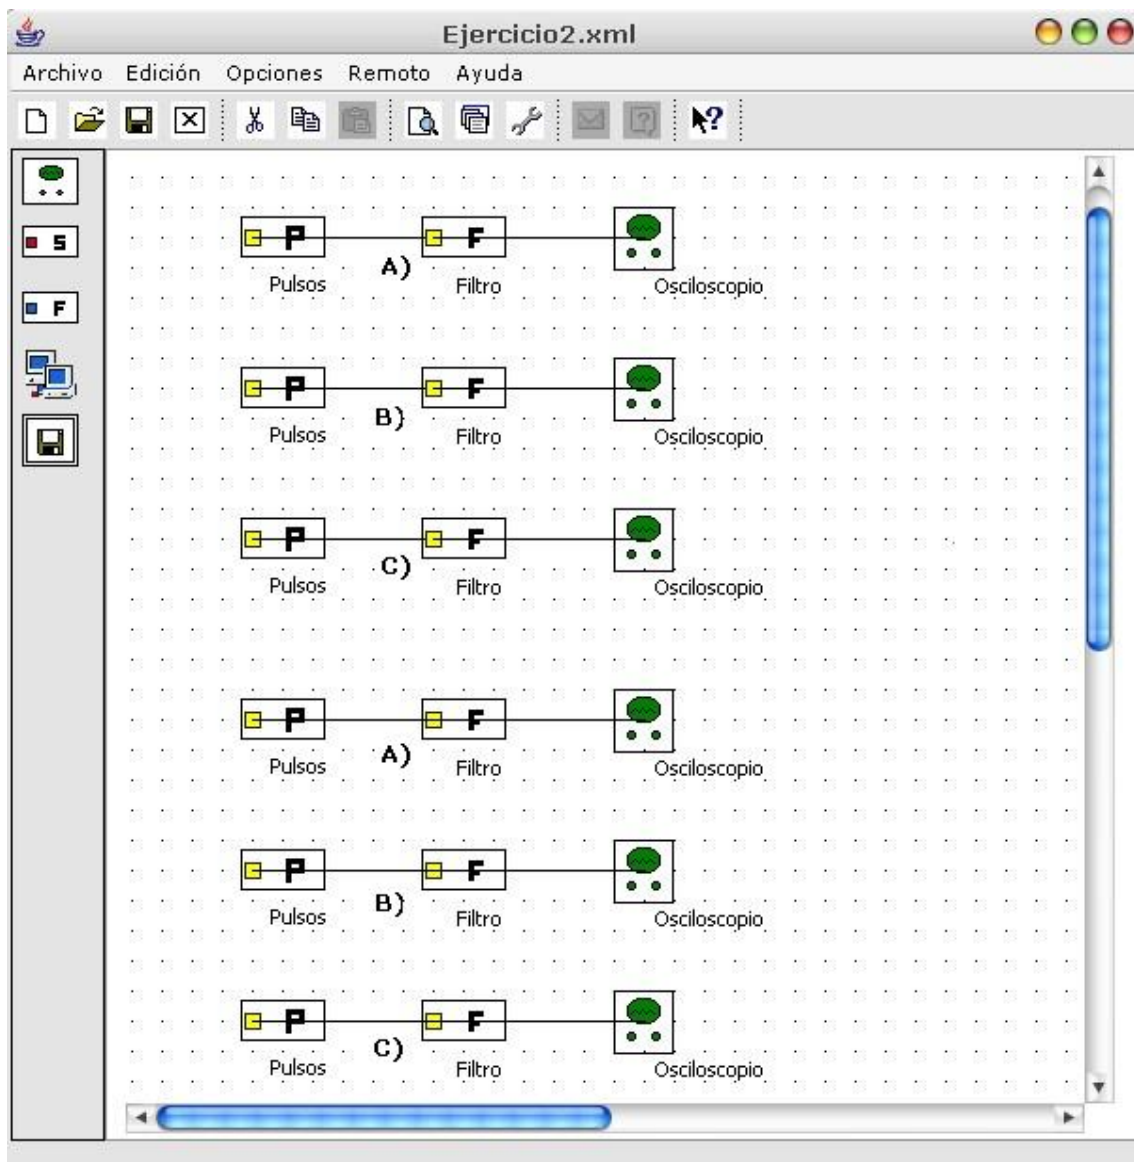 Ejercicio2.xml
Archivo Edición Opciones Remoto Ayuda
S
F
P F
A)
Pulsos Filtro Osciloscopio
P F
B)
Pulsos Filtro Osciloscopio
P F
C)
Pulsos Filtro Osciloscopio
P F
A)
Pulsos Filtro Osciloscopio
P F
B)
Pulsos Filtro Osciloscopio
P F
C)
Pulsos Filtro Osciloscopio